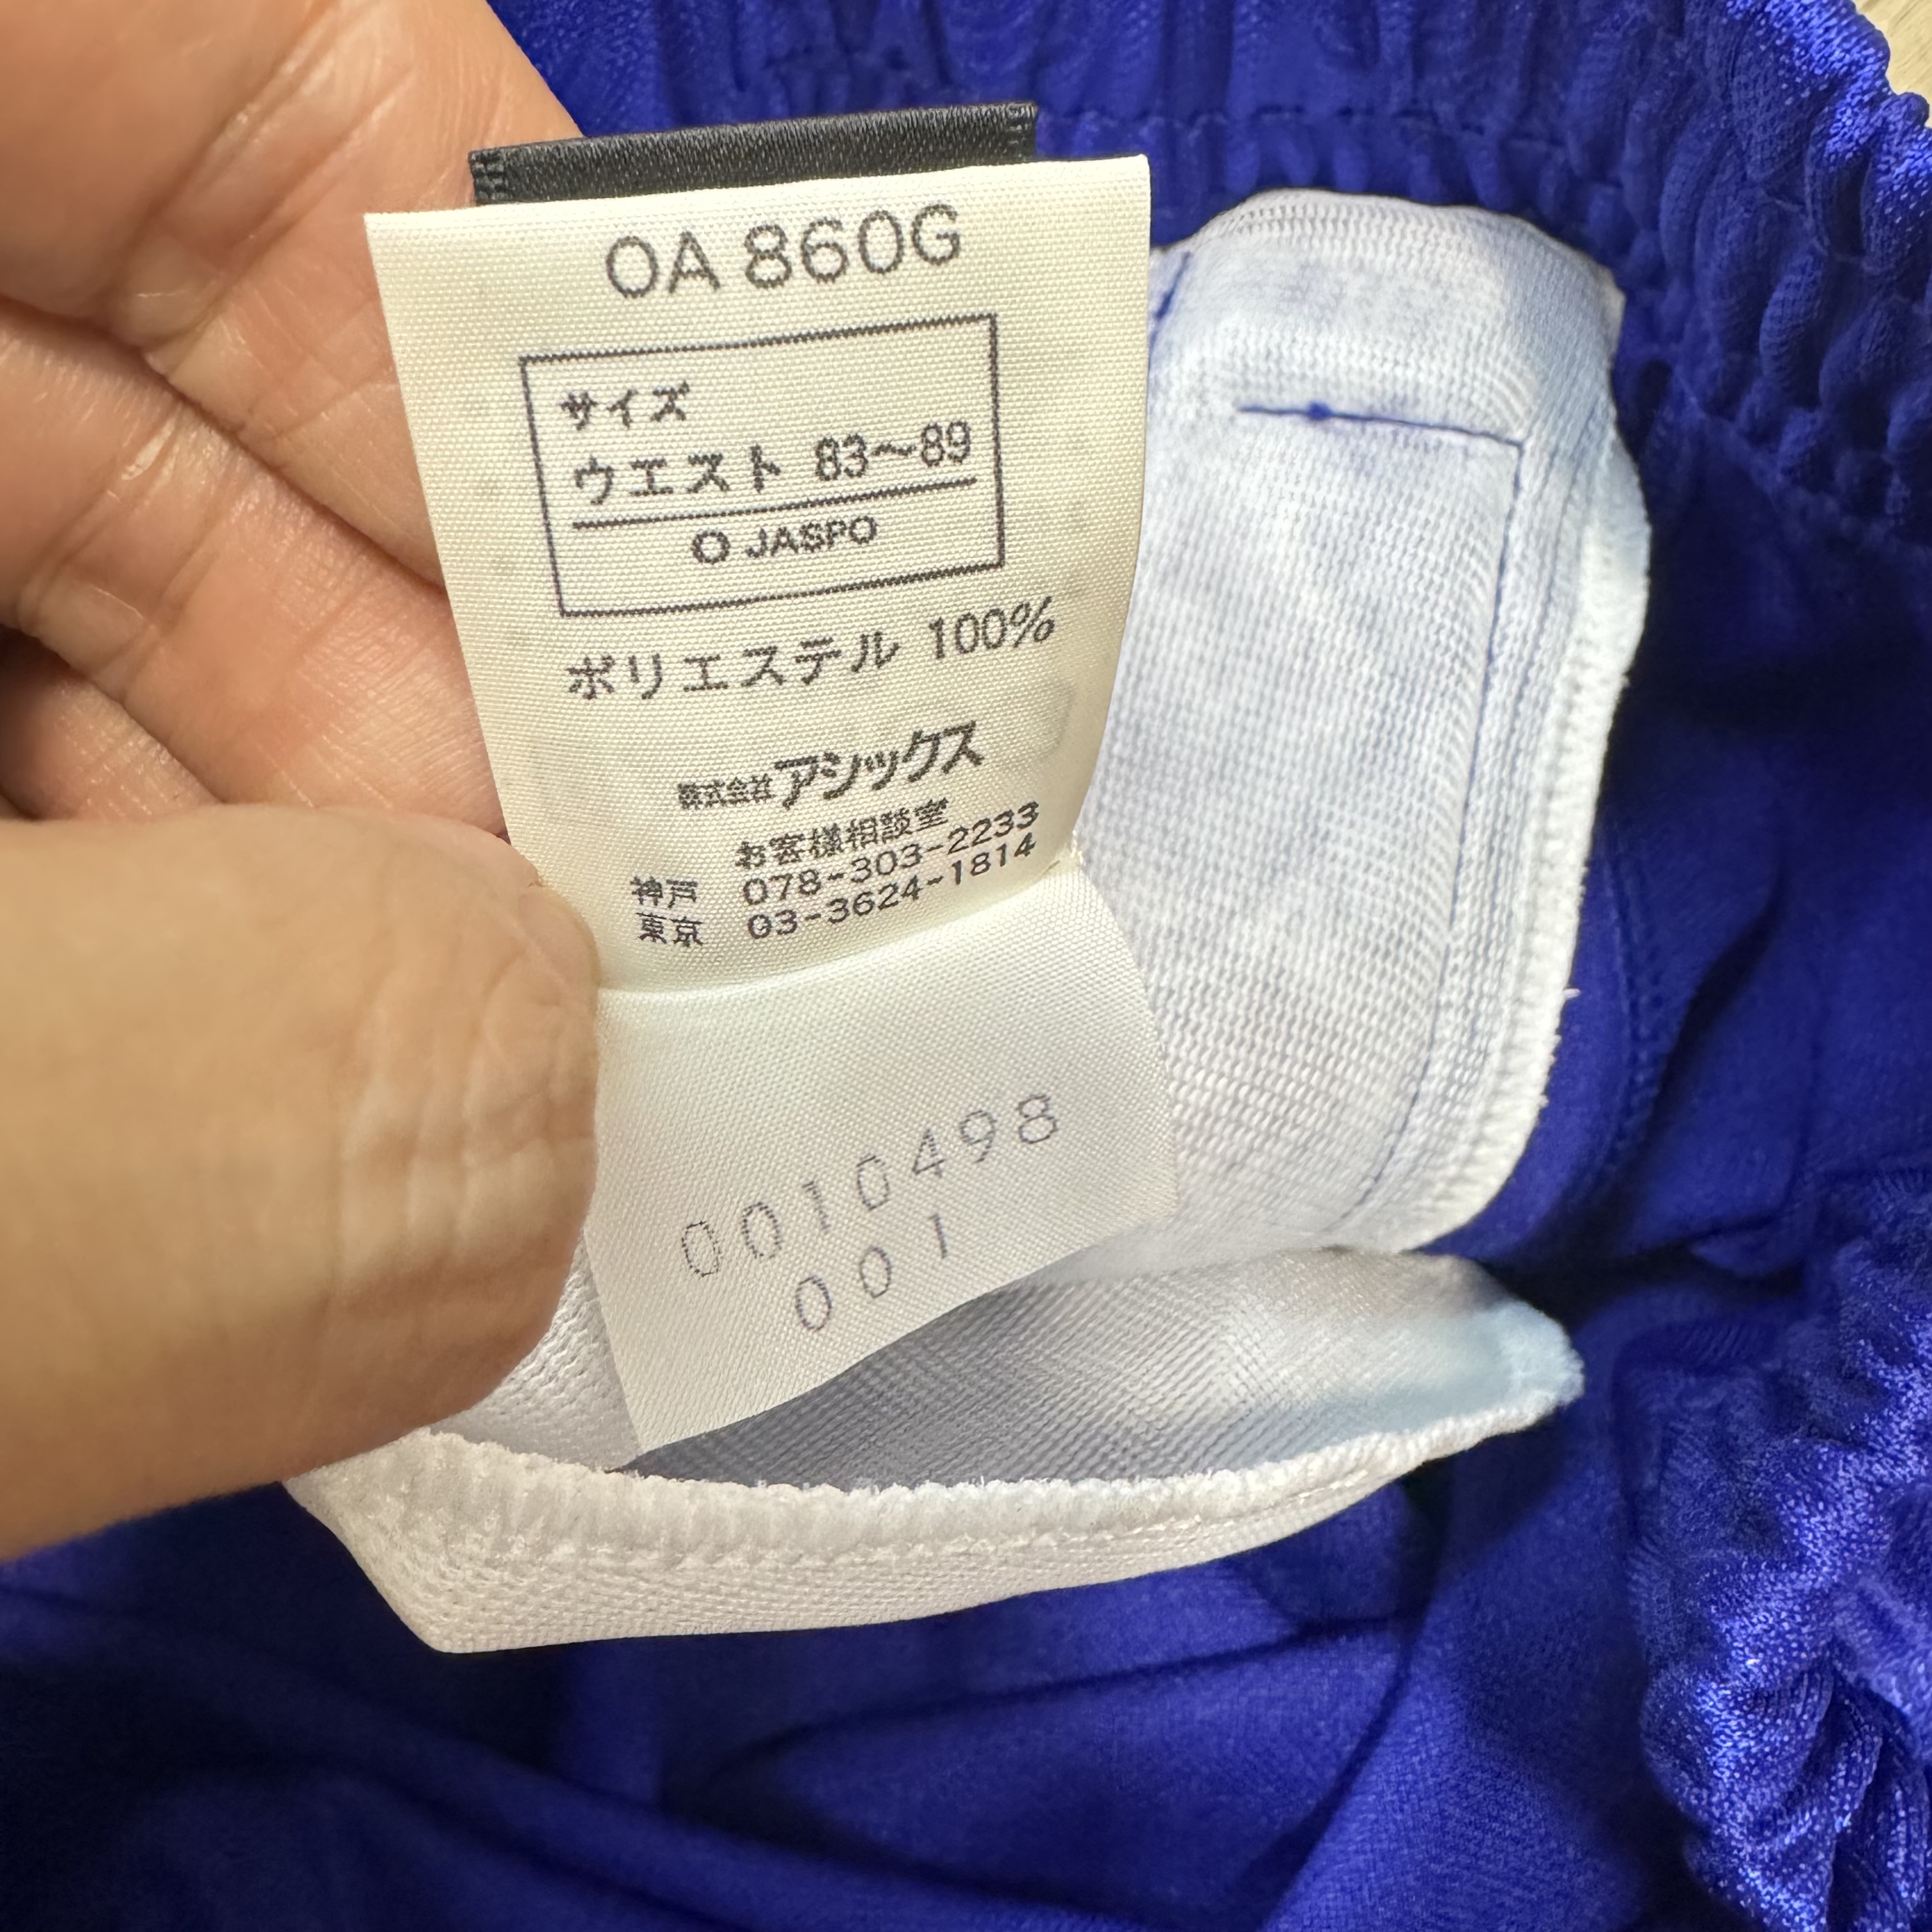 OA 860G
サイズ
ウエスト 83〜89
O JASPO
ポリエステル 100%
株式会社アシックス
お客様相談室
神戸 078-303-2233
東京 03-3624-1814
0010498
001